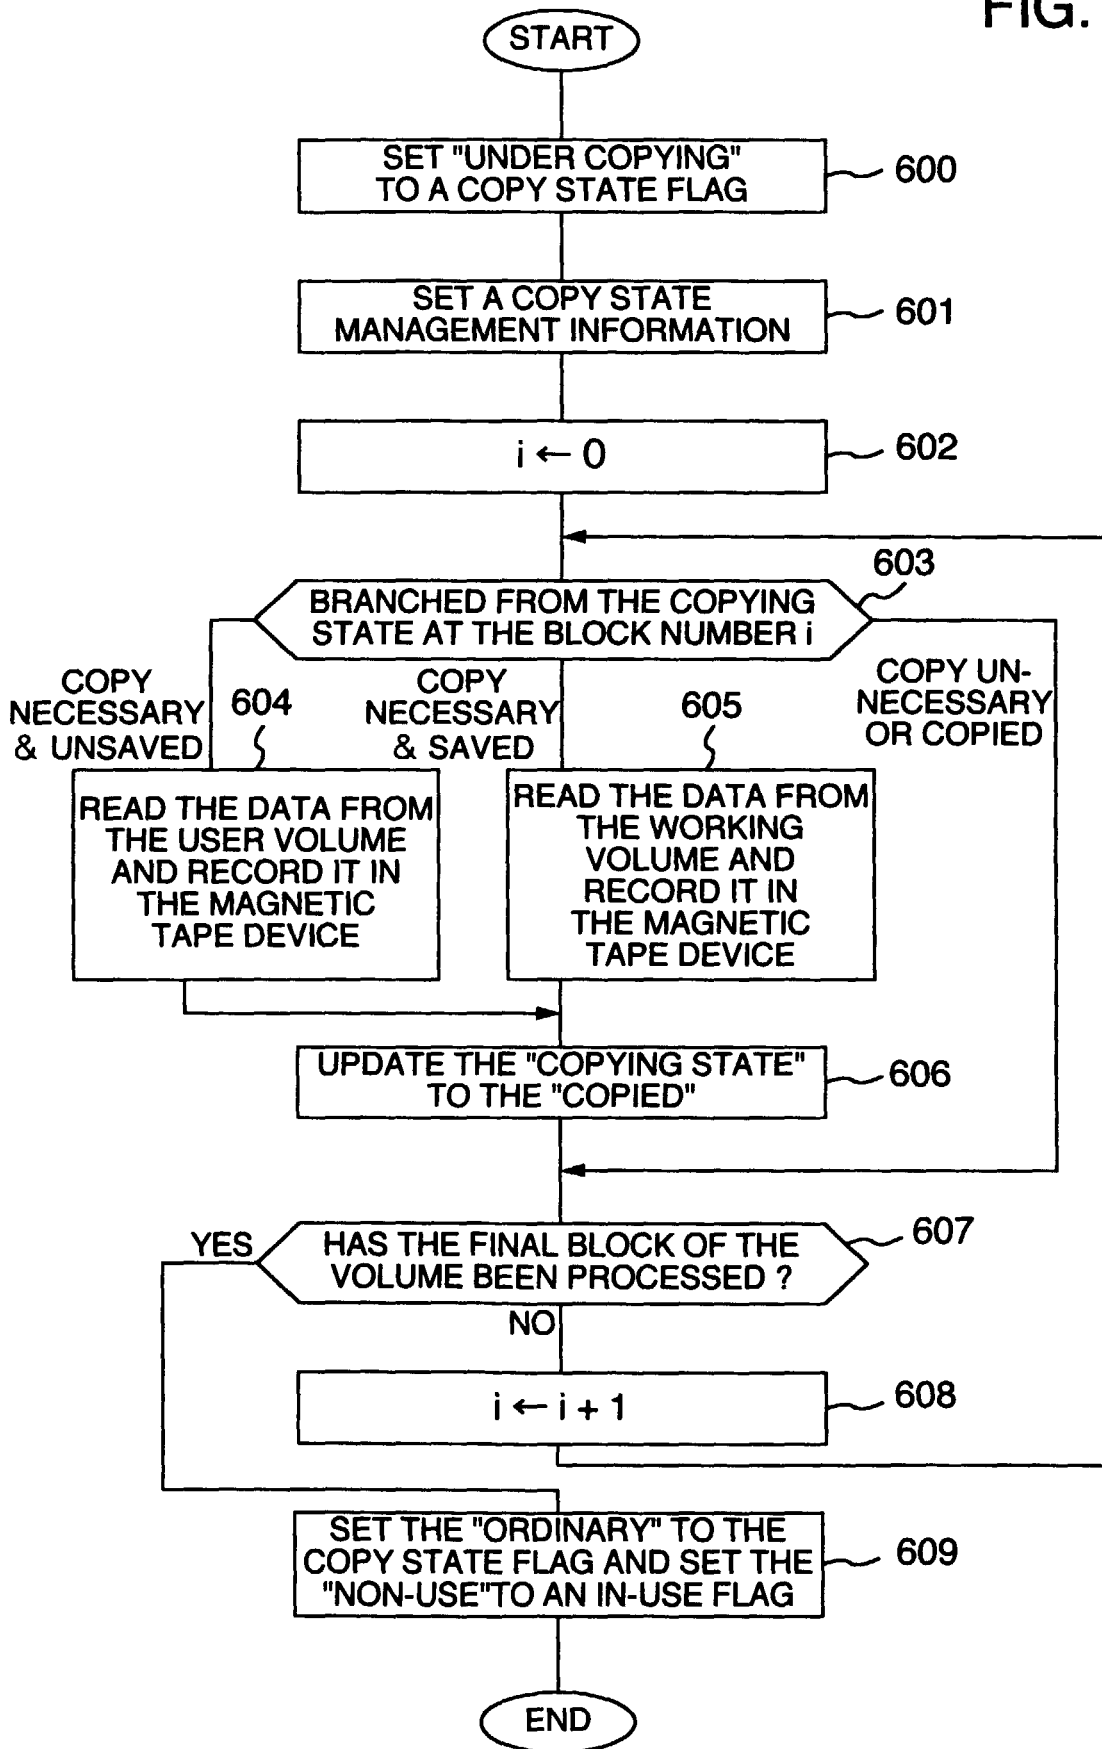 FIG.
START
SET "UNDER COPYING"
TO A COPY STATE FLAG
600
SET A COPY STATE
MANAGEMENT INFORMATION
601
i ← 0
602
603
BRANCHED FROM THE COPYING
STATE AT THE BLOCK NUMBER i
COPY
NECESSARY
& UNSAVED
604
COPY
NECESSARY
& SAVED
605
COPY UN-
NECESSARY
OR COPIED
READ THE DATA FROM
THE USER VOLUME
AND RECORD IT IN
THE MAGNETIC
TAPE DEVICE
READ THE DATA FROM
THE WORKING
VOLUME AND
RECORD IT IN
THE MAGNETIC
TAPE DEVICE
UPDATE THE "COPYING STATE"
TO THE "COPIED"
606
YES
HAS THE FINAL BLOCK OF THE
VOLUME BEEN PROCESSED ?
607
NO
i ← i + 1
608
SET THE "ORDINARY" TO THE
COPY STATE FLAG AND SET THE
"NON-USE"TO AN IN-USE FLAG
609
END